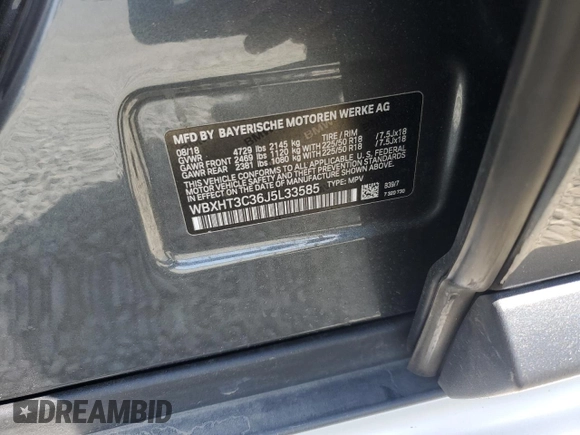 MFD BY BAYERISCHE MOTOREN WERKE AG
08/18 TIRE / RIM
GVWR 4729 lbs 2145 kg
GAWR FRONT 2469 lbs 1120 kg WITH 225/50 R18 / 7.5Jx18
GAWR REAR 2381 lbs 1080 kg WITH 225/50 R18 / 7.5Jx18
THIS VEHICLE CONFORMS TO ALL APPLICABLE U.S. FEDERAL
MOTOR VEHICLE SAFETY, BUMPER, AND THEFT PREVENTION
STANDARDS IN EFFECT ON THE DATE OF MANUFACTURE SHOWN ABOVE.
WBXHT3C36J5L33585 TYPE: MPV
839/7
DREAMBID